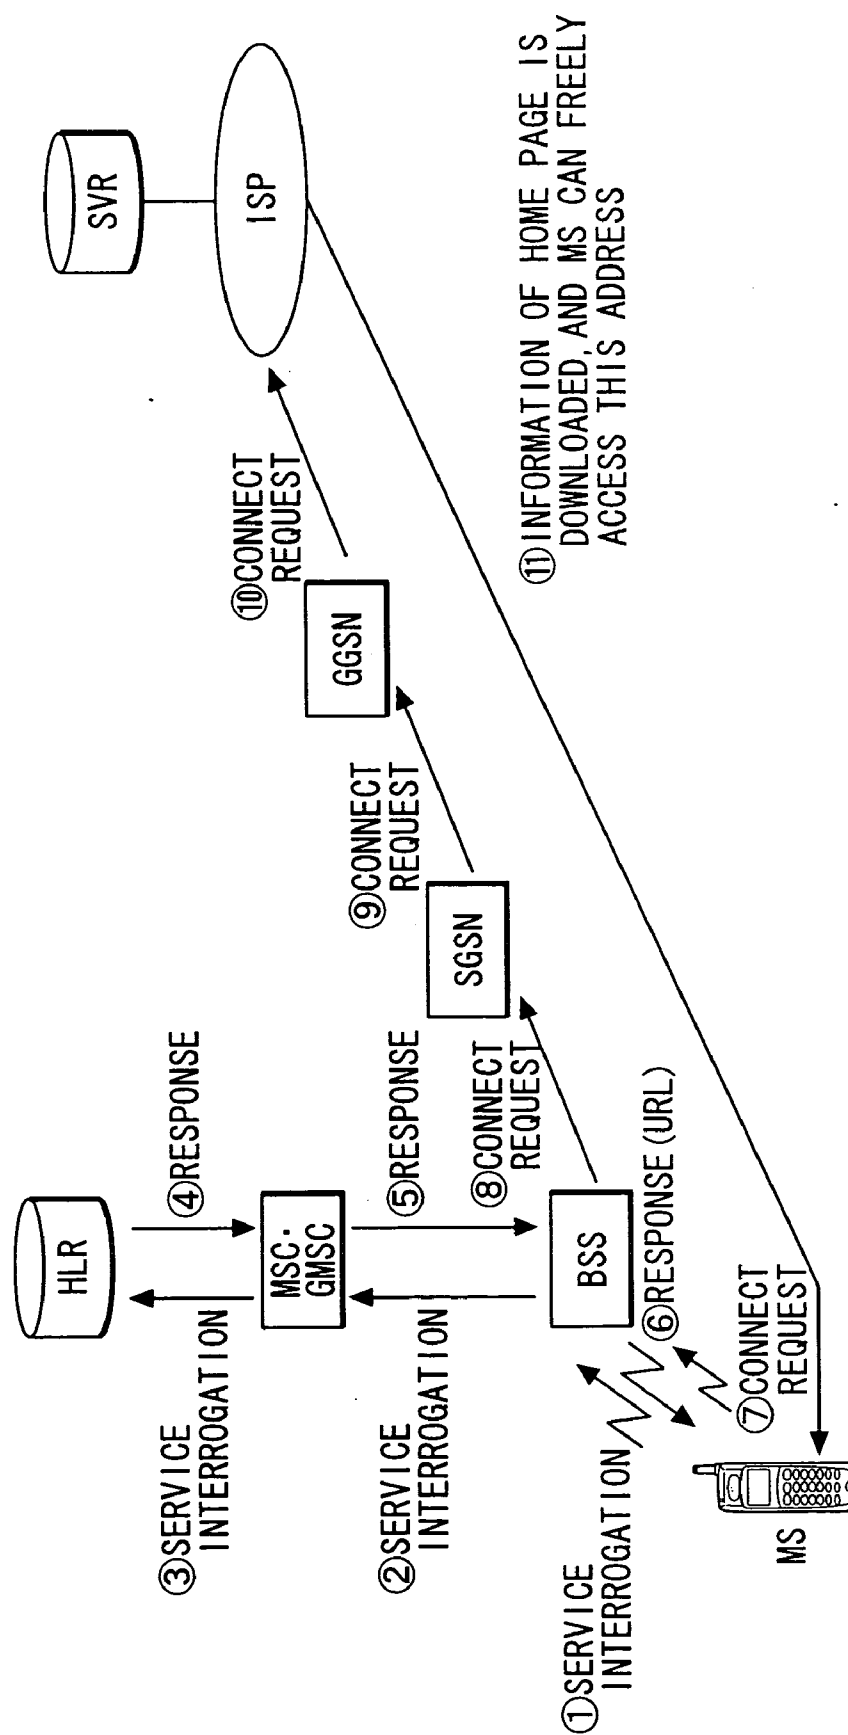 SVR
ISP
HLR
④RESPONSE
⑩CONNECT
REQUEST
③SERVICE
INTERROGATION
MSC·
GMSC
GGSN
⑤RESPONSE
⑨CONNECT
REQUEST
②SERVICE
INTERROGATION
SGSN
⑧CONNECT
REQUEST
⑪INFORMATION OF HOME PAGE IS
DOWNLOADED, AND MS CAN FREELY
ACCESS THIS ADDRESS
BSS
①SERVICE
INTERROGATION
⑥RESPONSE(URL)
⑦CONNECT
REQUEST
MS